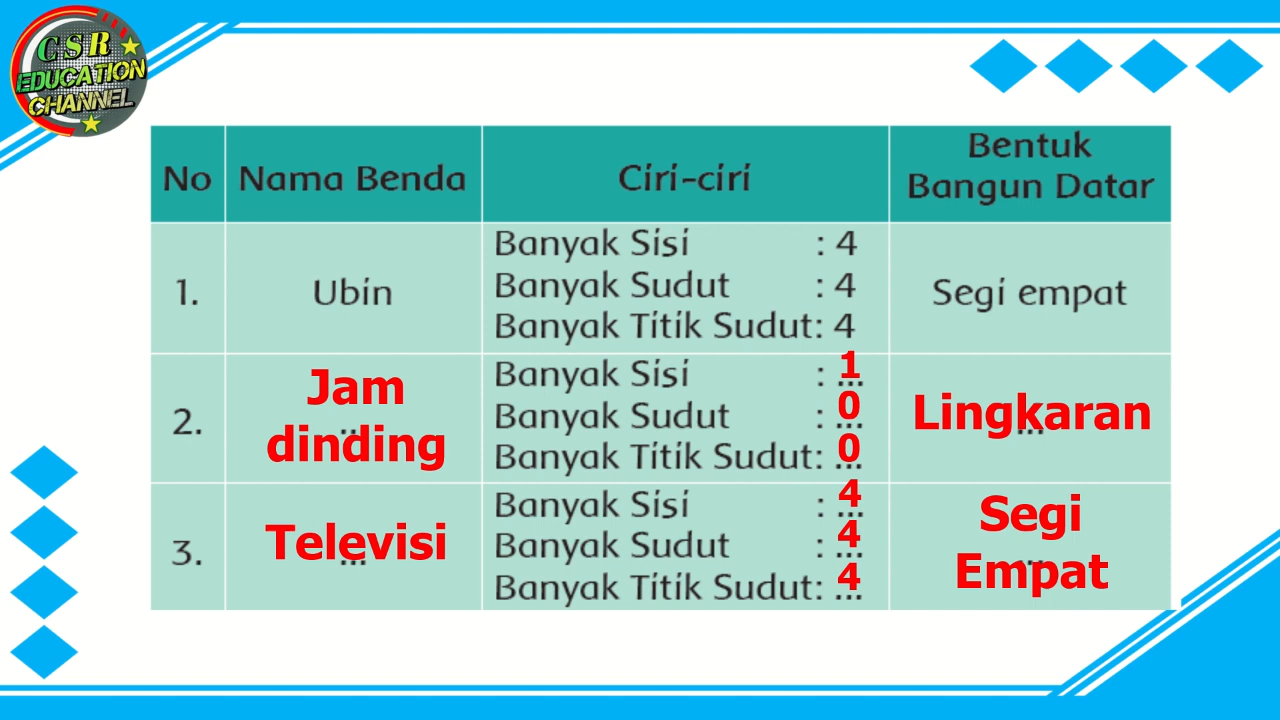 CSR
EDUCATION
CHANNEL
No Nama Benda Ciri-ciri Bentuk
Bangun Datar
1. Ubin Banyak Sisi : 4
Banyak Sudut : 4
Banyak Titik Sudut: 4
Segi empat
2. Jam
dinding
Banyak Sisi : ... 1
Banyak Sudut : ... 0
Banyak Titik Sudut: ... 0
Lingkaran
3. Televisi
Banyak Sisi : ... 4
Banyak Sudut : ... 4
Banyak Titik Sudut: ... 4
Segi
Empat